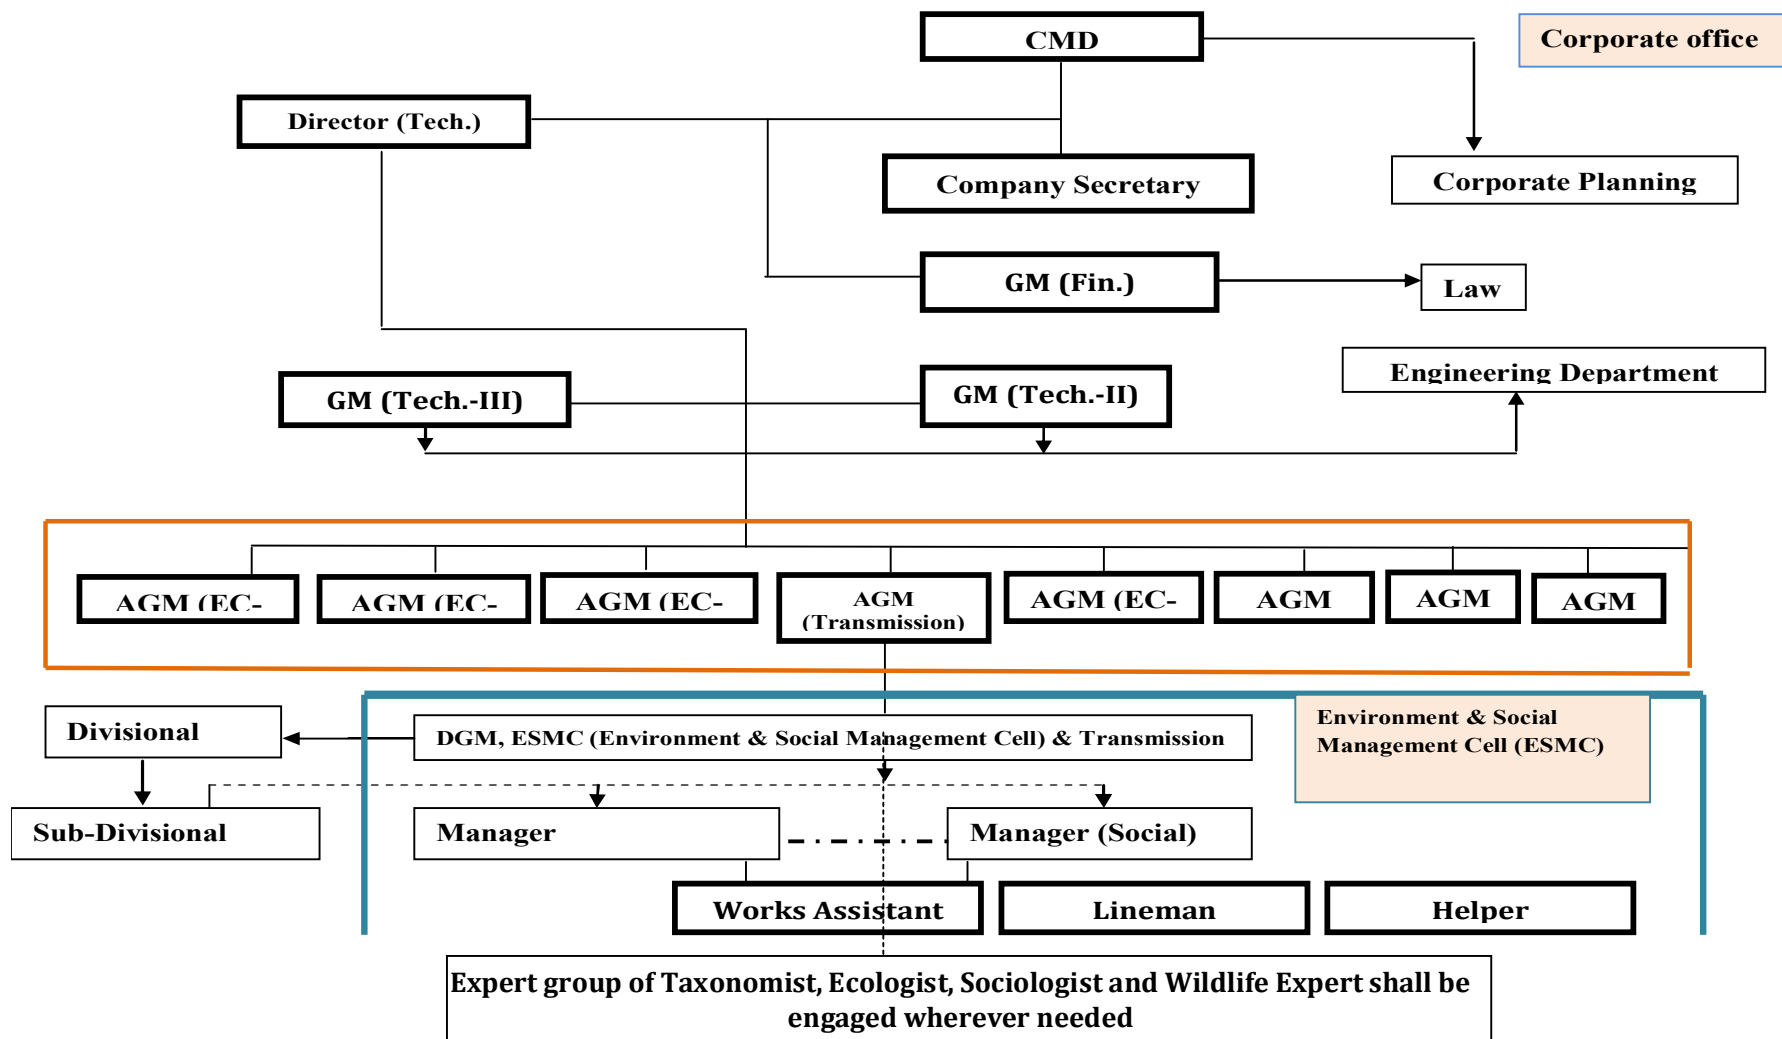 CMD
Corporate office
Director (Tech.)
Company Secretary
Corporate Planning
GM (Fin.)
Law
Engineering Department
GM (Tech.-III)
GM (Tech.-II)
AGM (EC-
AGM (EC-
AGM (EC-
AGM
(Transmission)
AGM (EC-
AGM
AGM
AGM
Divisional
DGM, ESMC (Environment & Social Management Cell) & Transmission
Environment & Social
Management Cell (ESMC)
Sub-Divisional
Manager
Manager (Social)
Works Assistant
Lineman
Helper
Expert group of Taxonomist, Ecologist, Sociologist and Wildlife Expert shall be
engaged wherever needed